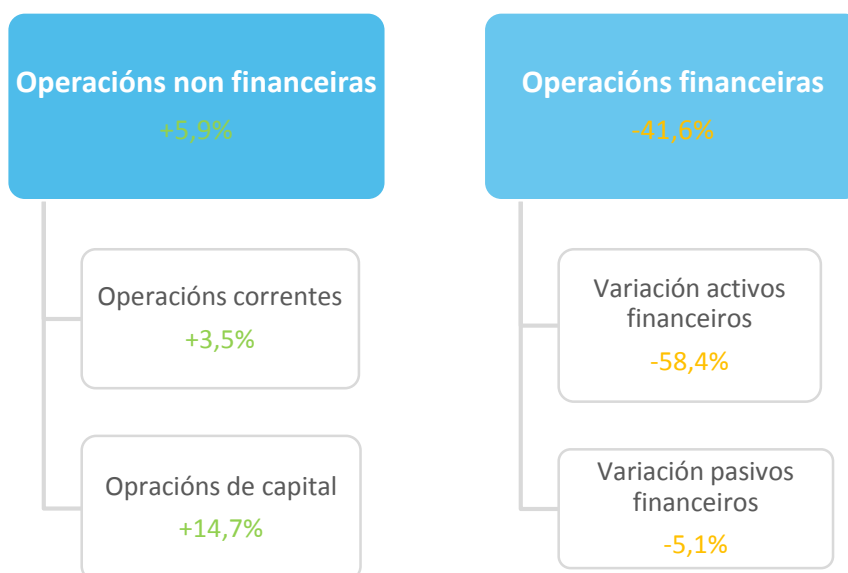 Operacións non financeiras
+5,9%
Operacións correntes
+3,5%
Opracións de capital
+14,7%
Operacións financeiras
-41,6%
Variación activos
financeiros
-58,4%
Variación pasivos
financeiros
-5,1%